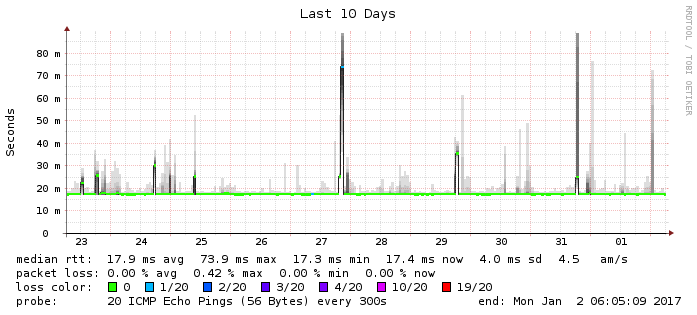 Last 10 Days
RRDTOOL / TOBI OETIKER
Seconds
80 m
70 m
60 m
50 m
40 m
30 m
20 m
10 m
0
23 24 25 26 27 28 29 30 31 01
median rtt: 17.9 ms avg 73.9 ms max 17.3 ms min 17.4 ms now 4.0 ms sd 4.5 am/s
packet loss: 0.00 % avg 0.42 % max 0.00 % min 0.00 % now
loss color: 0 1/20 2/20 3/20 4/20 10/20 19/20
probe: 20 ICMP Echo Pings (56 Bytes) every 300s end: Mon Jan 2 06:05:09 2017